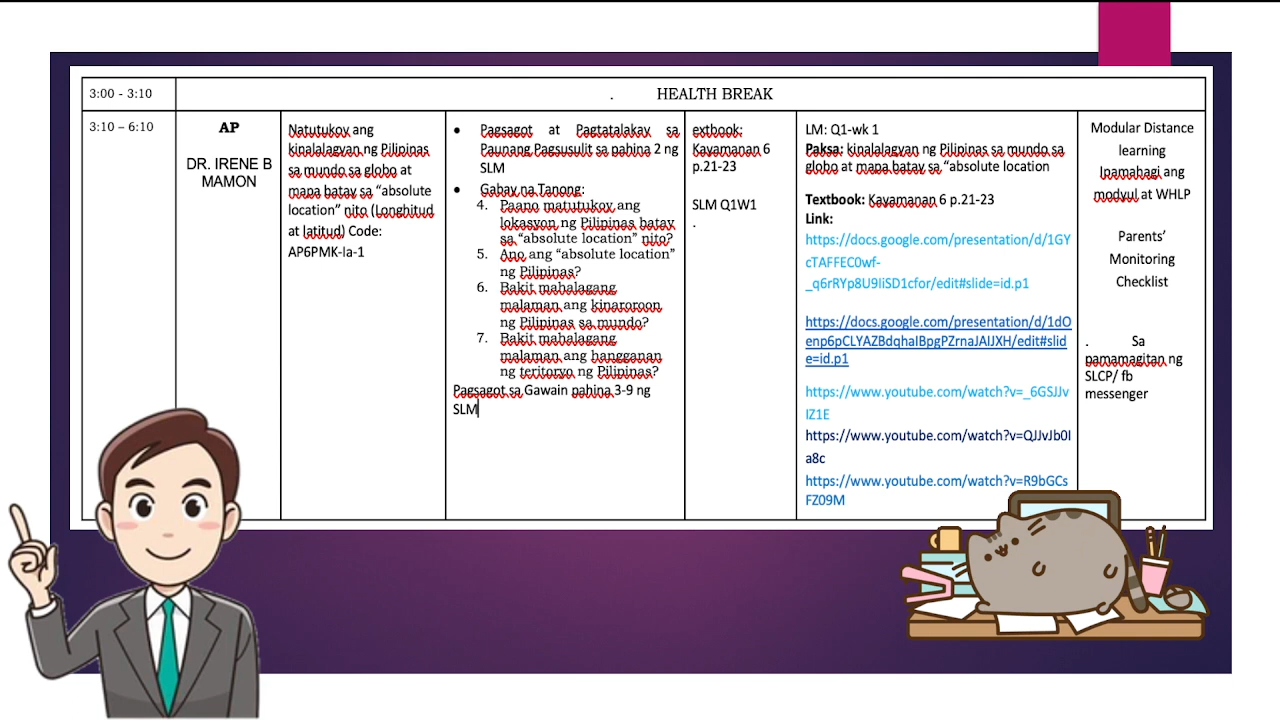 3:00 - 3:10
. HEALTH BREAK
3:10 – 6:10
AP
DR. IRENE B
MAMON
Natutukoy ang
kinalalagyan ng Pilipinas
sa mundo sa globo at
mapa batay sa “absolute
location” nito (Longhitud
at latitud) Code:
AP6PMK-Ia-1
• Pagsagot at Pagtatalakay sa
Paunang Pagsusulit sa pahina 2 ng
SLM
• Gabay na Tanong:
4. Paano matutukoy ang
lokasyon ng Pilipinas batay
sa “absolute location” nito?
5. Ano ang “absolute location”
ng Pilipinas?
6. Bakit mahalagang
malaman ang kinaroroon
ng Pilipinas sa mundo?
7. Bakit mahalagang
malaman ang hangganan
ng teritoryo ng Pilipinas?
Pagsagot sa Gawain pahina 3-9 ng
SLM
extbook:
Kayamanan 6
p.21-23
SLM Q1W1
.
LM: Q1-wk 1
Paksa: kinalalagyan ng Pilipinas sa mundo sa
globo at mapa batay sa “absolute location
Textbook: Kayamanan 6 p.21-23
Link:
https://docs.google.com/presentation/d/1GY
cTAFFEC0wf-
_q6rRYp8U9IiSD1cfor/edit#slide=id.p1
https://docs.google.com/presentation/d/1dO
enp6pCLYAZBdqhaIBpgPZrnaJAIJXH/edit#slid
e=id.p1
https://www.youtube.com/watch?v=_6GSJJv
IZ1E
https://www.youtube.com/watch?v=QJJvJb0I
a8c
https://www.youtube.com/watch?v=R9bGCs
FZ09M
Modular Distance
learning
Ipamahagi ang
modyul at WHLP
Parents’
Monitoring
Checklist
. Sa
pamamagitan ng
SLCP/ fb
messenger